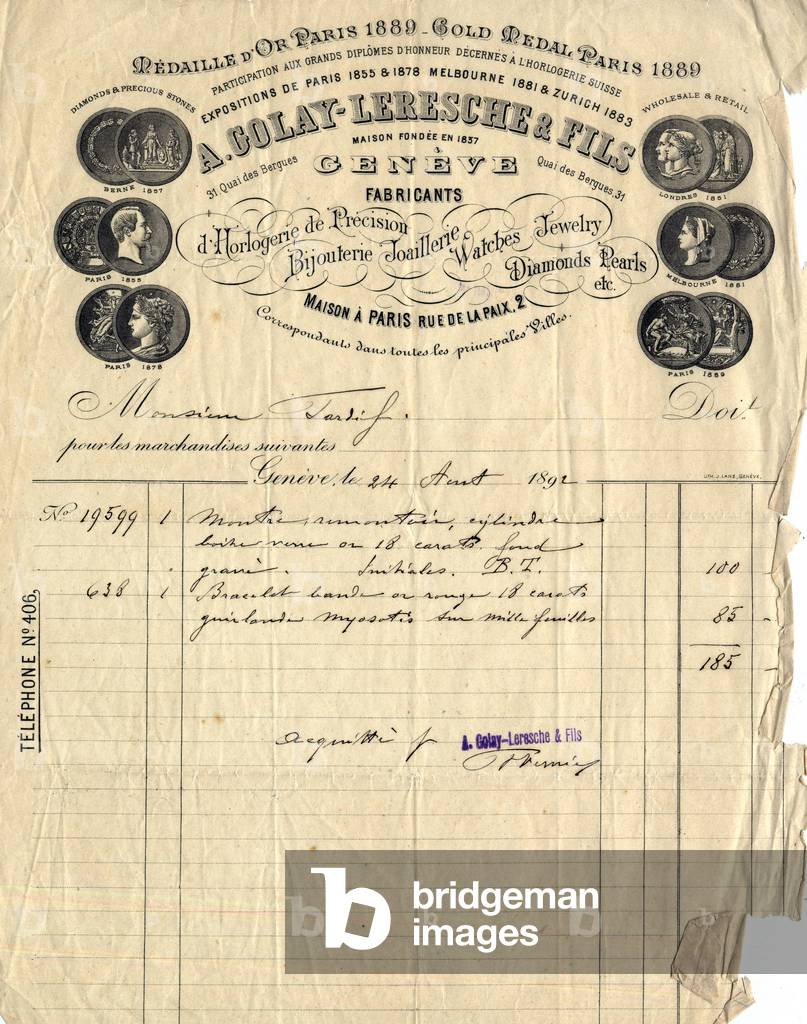 MÉDAILLE D'OR PARIS 1889 - GOLD MEDAL PARIS 1889
PARTICIPATION AUX GRANDS DIPLÔMES D'HONNEUR DÉCERNÉS À L'HORLOGERIE SUISSE
EXPOSITIONS DE PARIS 1855 & 1878 MELBOURNE 1881 & ZURICH 1883
DIAMONDS & PRECIOUS STONES
WHOLESALE & RETAIL
A. GOLAY-LERESCHE & FILS
MAISON FONDÉE EN 1837
à
GENÈVE
31, Quai des Bergues
Quai des Bergues, 31
BERNE 1857
LONDRES 1851
FABRICANTS
d'Horlogerie de Précision
Bijouterie Joaillerie
Watches Jewelry
Diamonds Pearls
etc.
PARIS 1855
MELBOURNE 1881
MAISON À PARIS RUE DE LA PAIX, 2
Correspondants dans toutes les principales Villes.
PARIS 1878
PARIS 1889
Monsieur Tardif. Doit
pour les marchandises suivantes
Genève, le 24 Aout 1892
LITH. J. LANG, GENÈVE.
No 19599 1 Montre remontoir, cylindre
boite verre or 18 carats fond
gravé. Initiales. B.T. 100
638 1 Bracelet bande or rouge 18 carats
guirlande myosotis sur mille feuilles 85 -
185 -
TÉLÉPHONE No. 406.
Acquitté p A. Golay-Leresche & Fils
b bridgeman
images